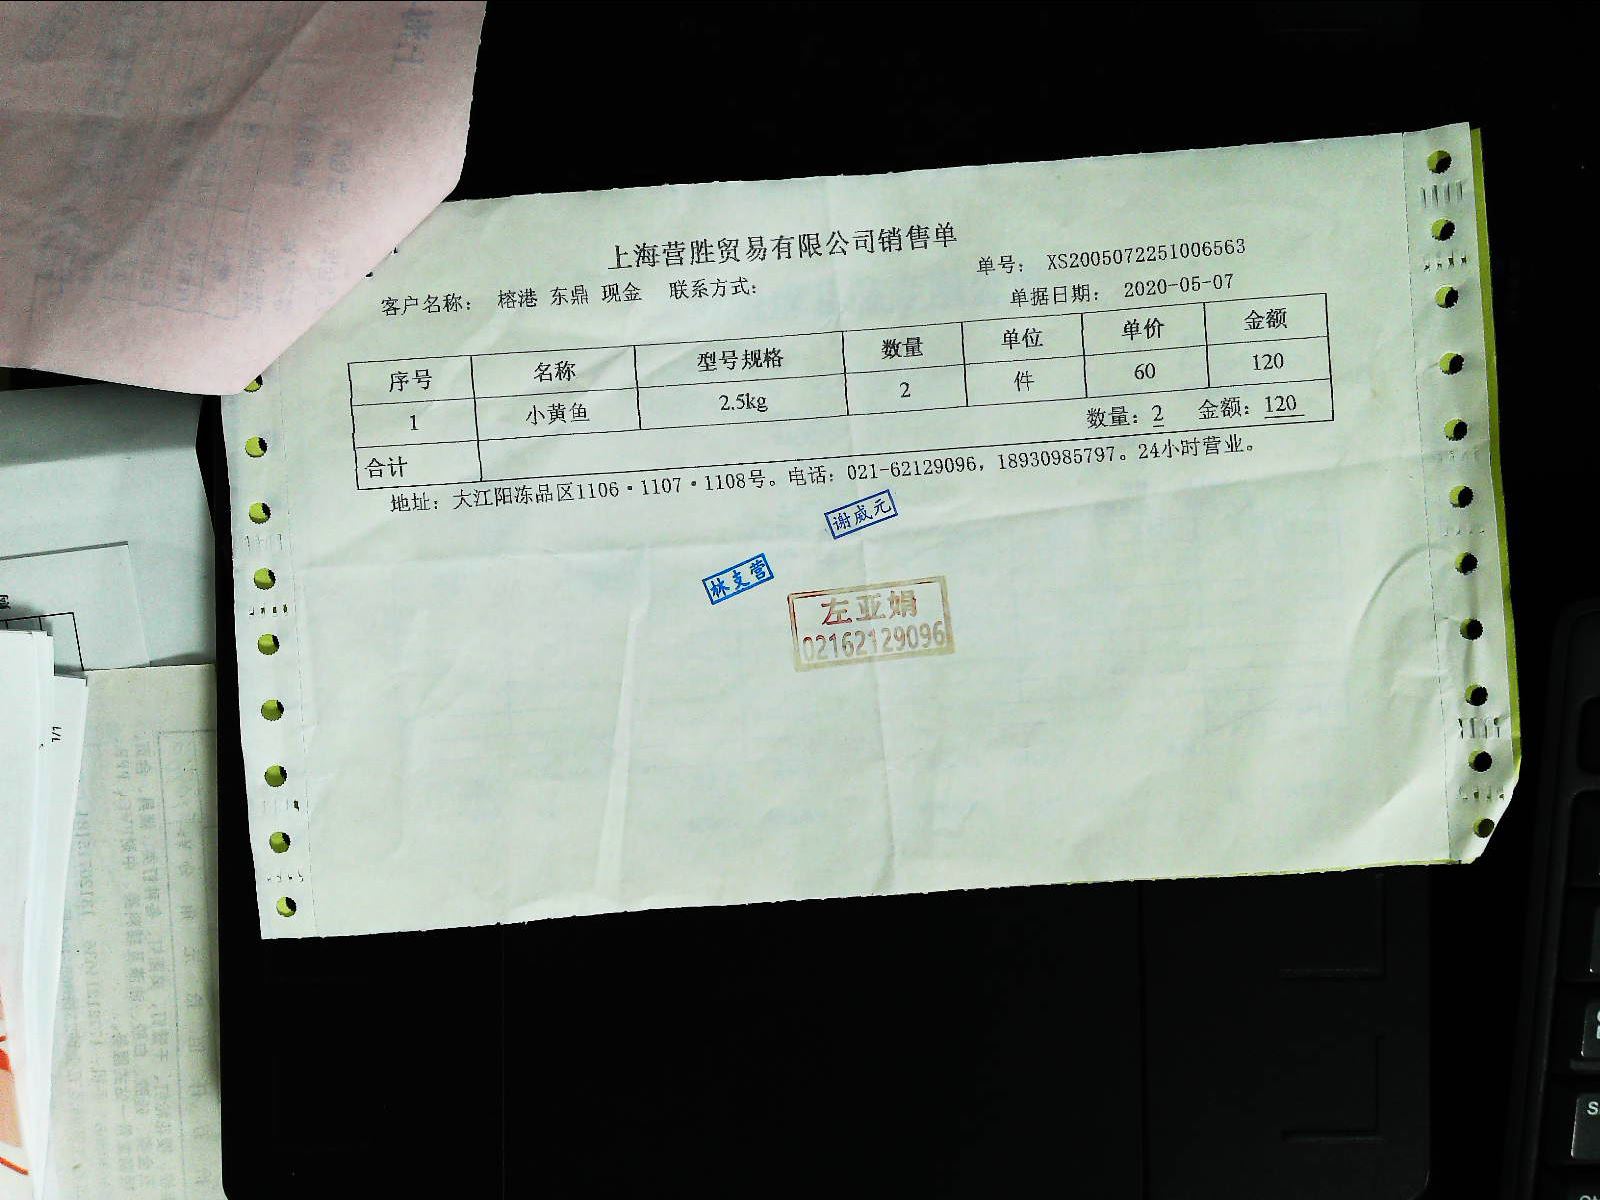 上海营胜贸易有限公司销售单
单号： XS2005072251006563
客户名称： 榕港 东鼎 现金 联系方式：
单据日期： 2020-05-07
序号 名称 型号规格 数量 单位 单价 金额
1 小黄鱼 2.5kg 2 件 60 120
合计 数量：2 金额：120
地址：大江阳冻品区1106·1107·1108号。电话：021-62129096，18930985797。24小时营业。
谢威元
林支营
左亚娟
02162129096
1/1